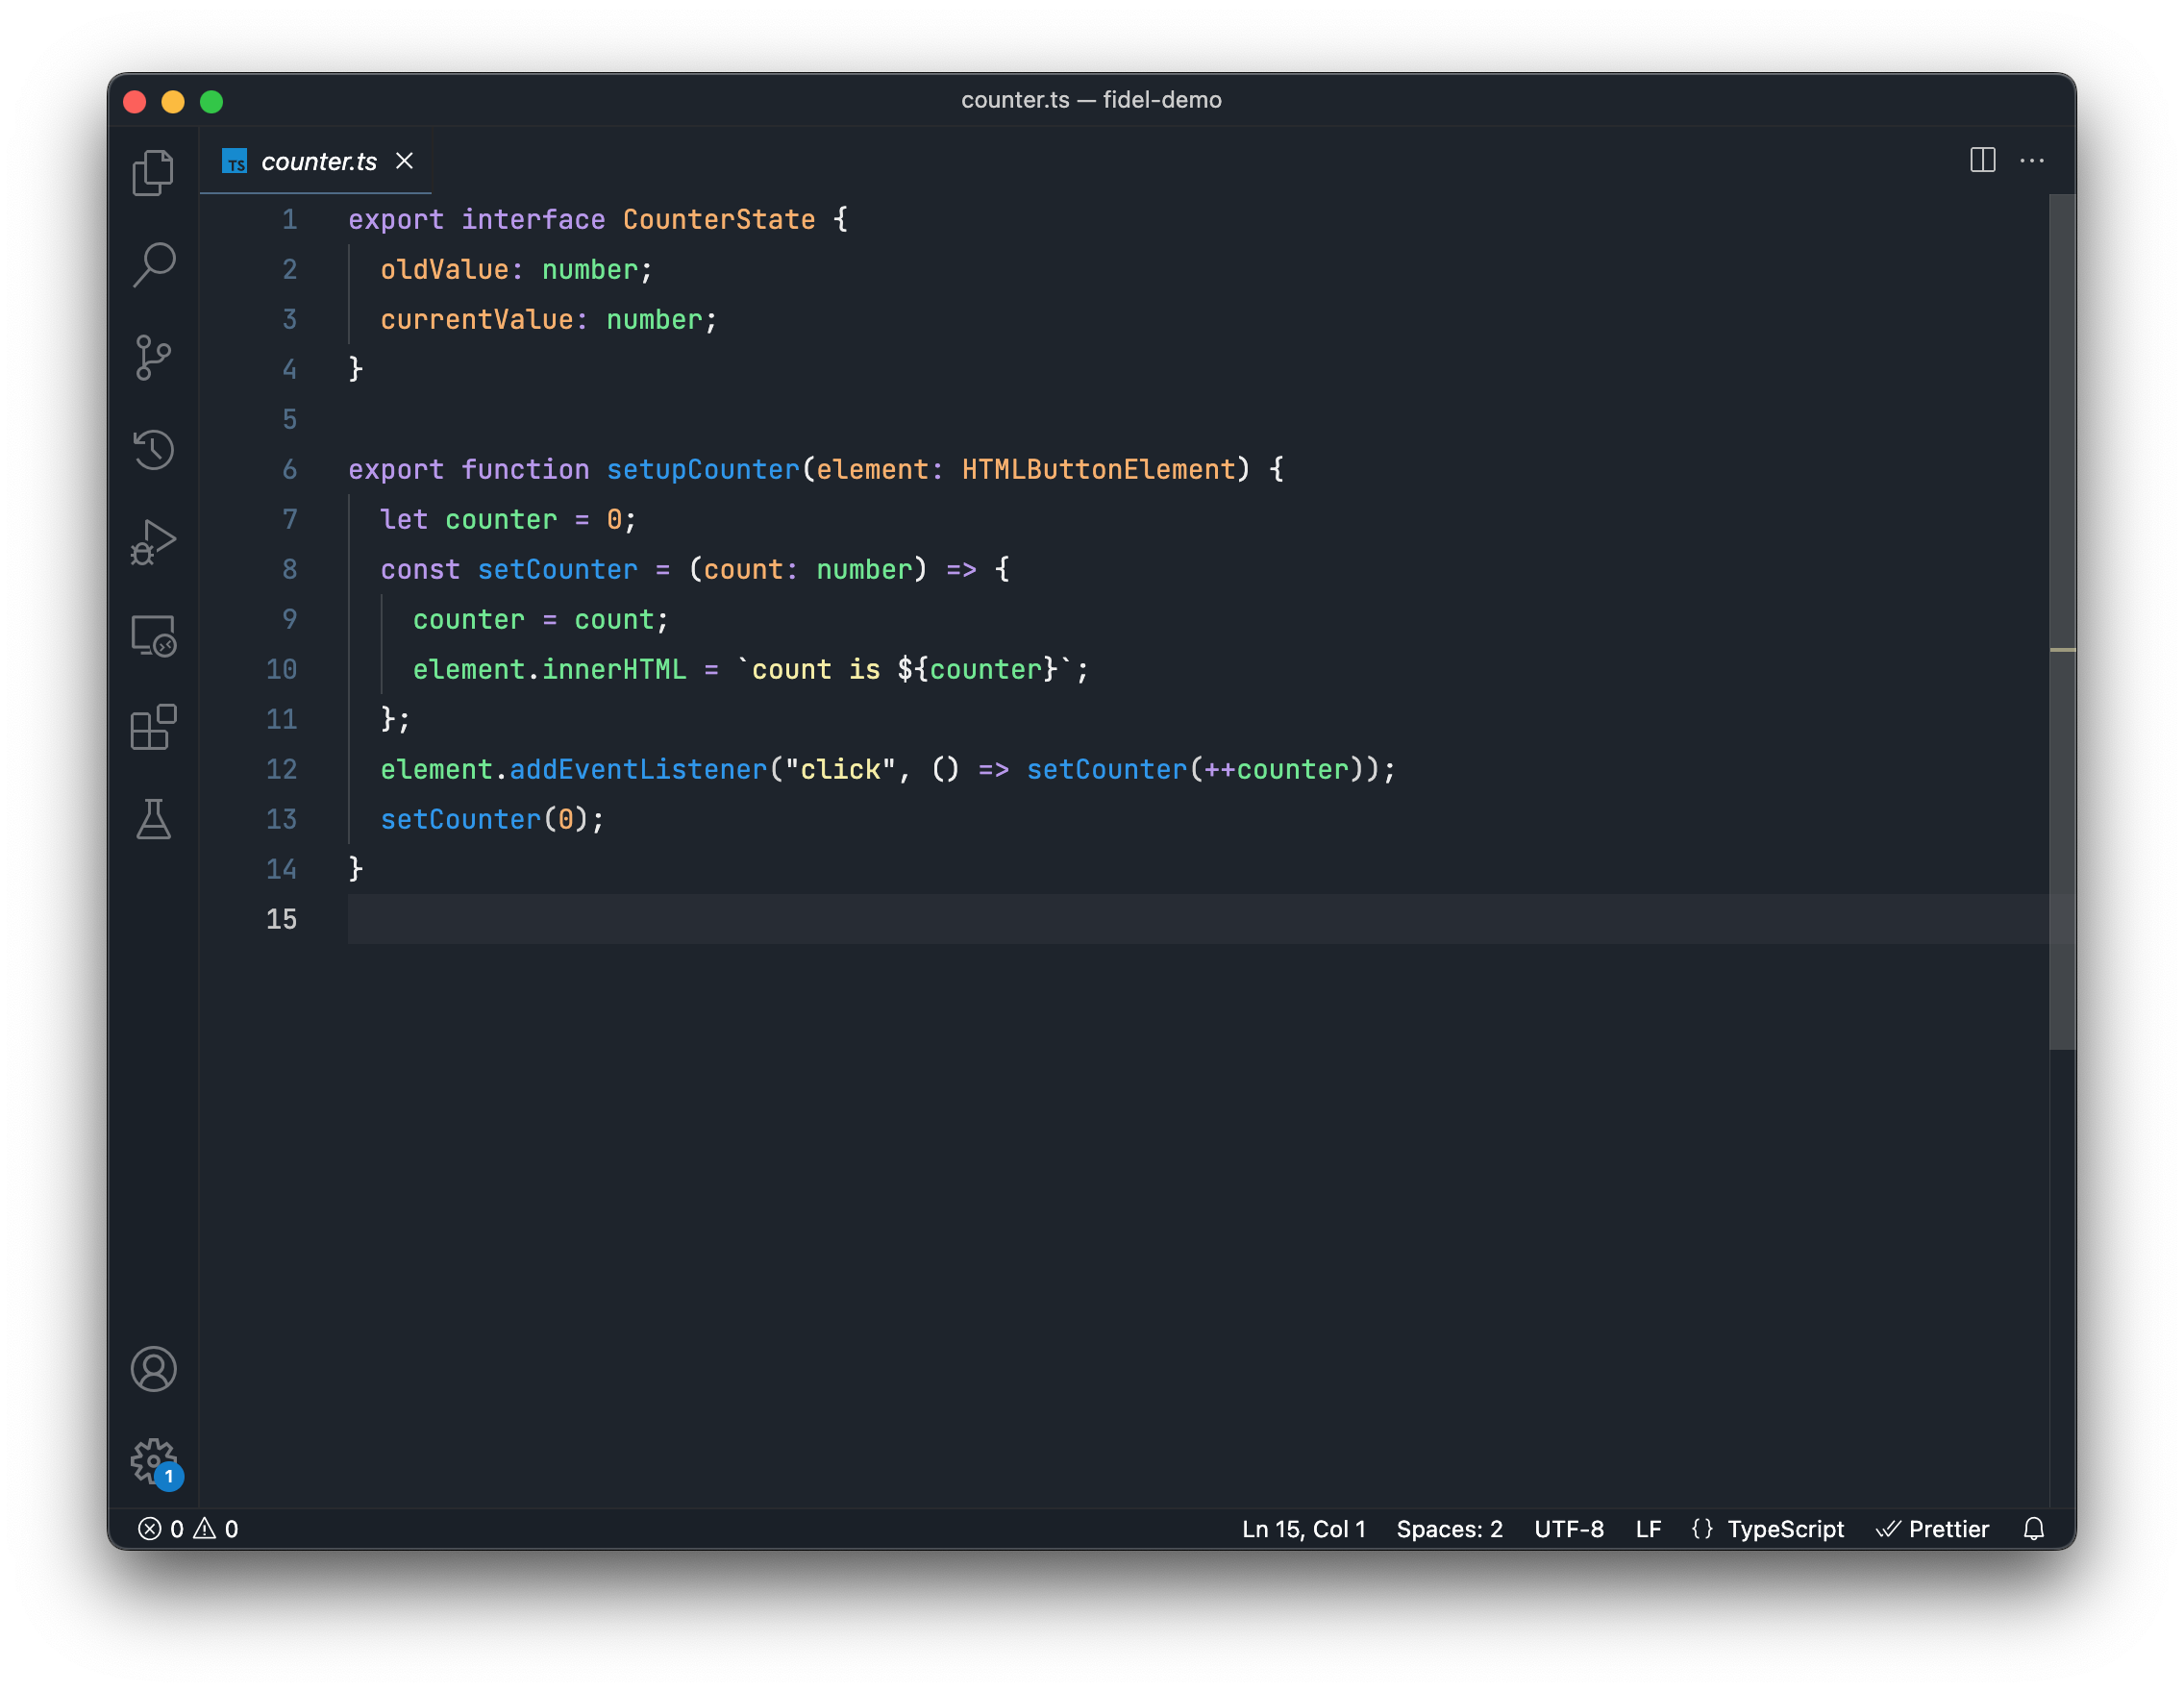 counter.ts — fidel-demo
TS counter.ts
1 export interface CounterState {
2   oldValue: number;
3   currentValue: number;
4 }
5
6 export function setupCounter(element: HTMLButtonElement) {
7   let counter = 0;
8   const setCounter = (count: number) => {
9     counter = count;
10     element.innerHTML = `count is ${counter}`;
11   };
12   element.addEventListener("click", () => setCounter(++counter));
13   setCounter(0);
14 }
15
1
0 0 Ln 15, Col 1 Spaces: 2 UTF-8 LF {} TypeScript Prettier